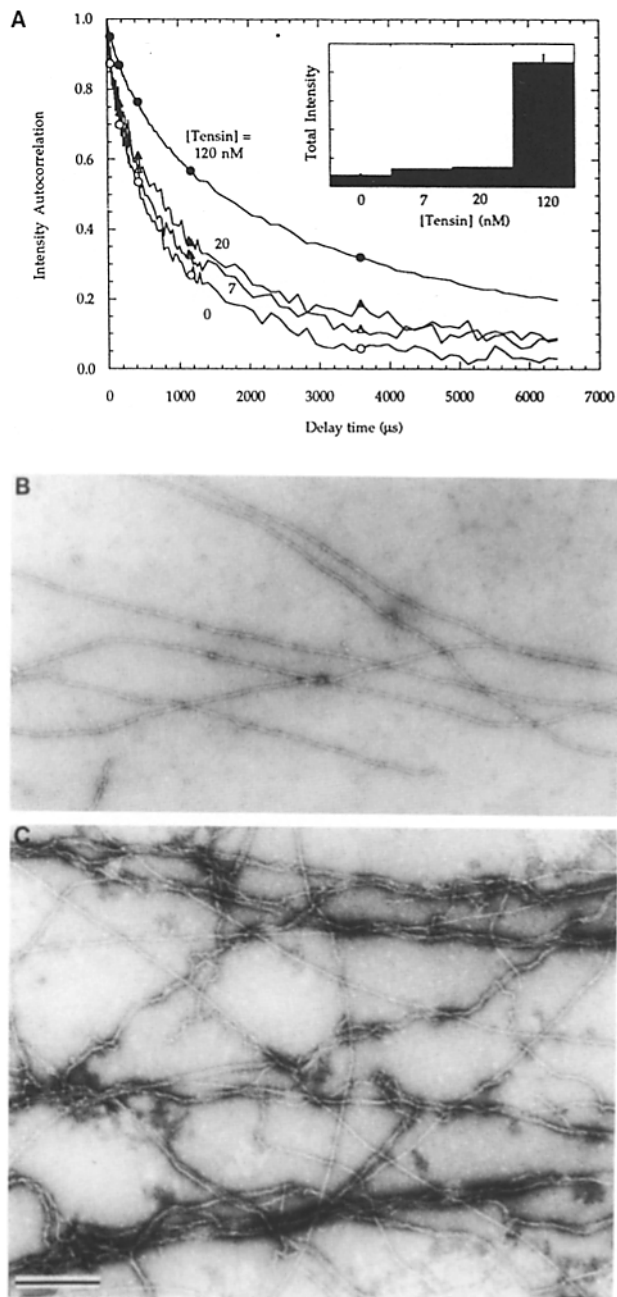 A
1.0
0.8
0.6
0.4
0.2
0.0
Intensity Autocorrelation
0
1000
2000
3000
4000
5000
6000
7000
Delay time (μs)
[Tensin] =
120 nM
20
7
0
Total Intensity
0
7
20
120
[Tensin] (nM)
B
C